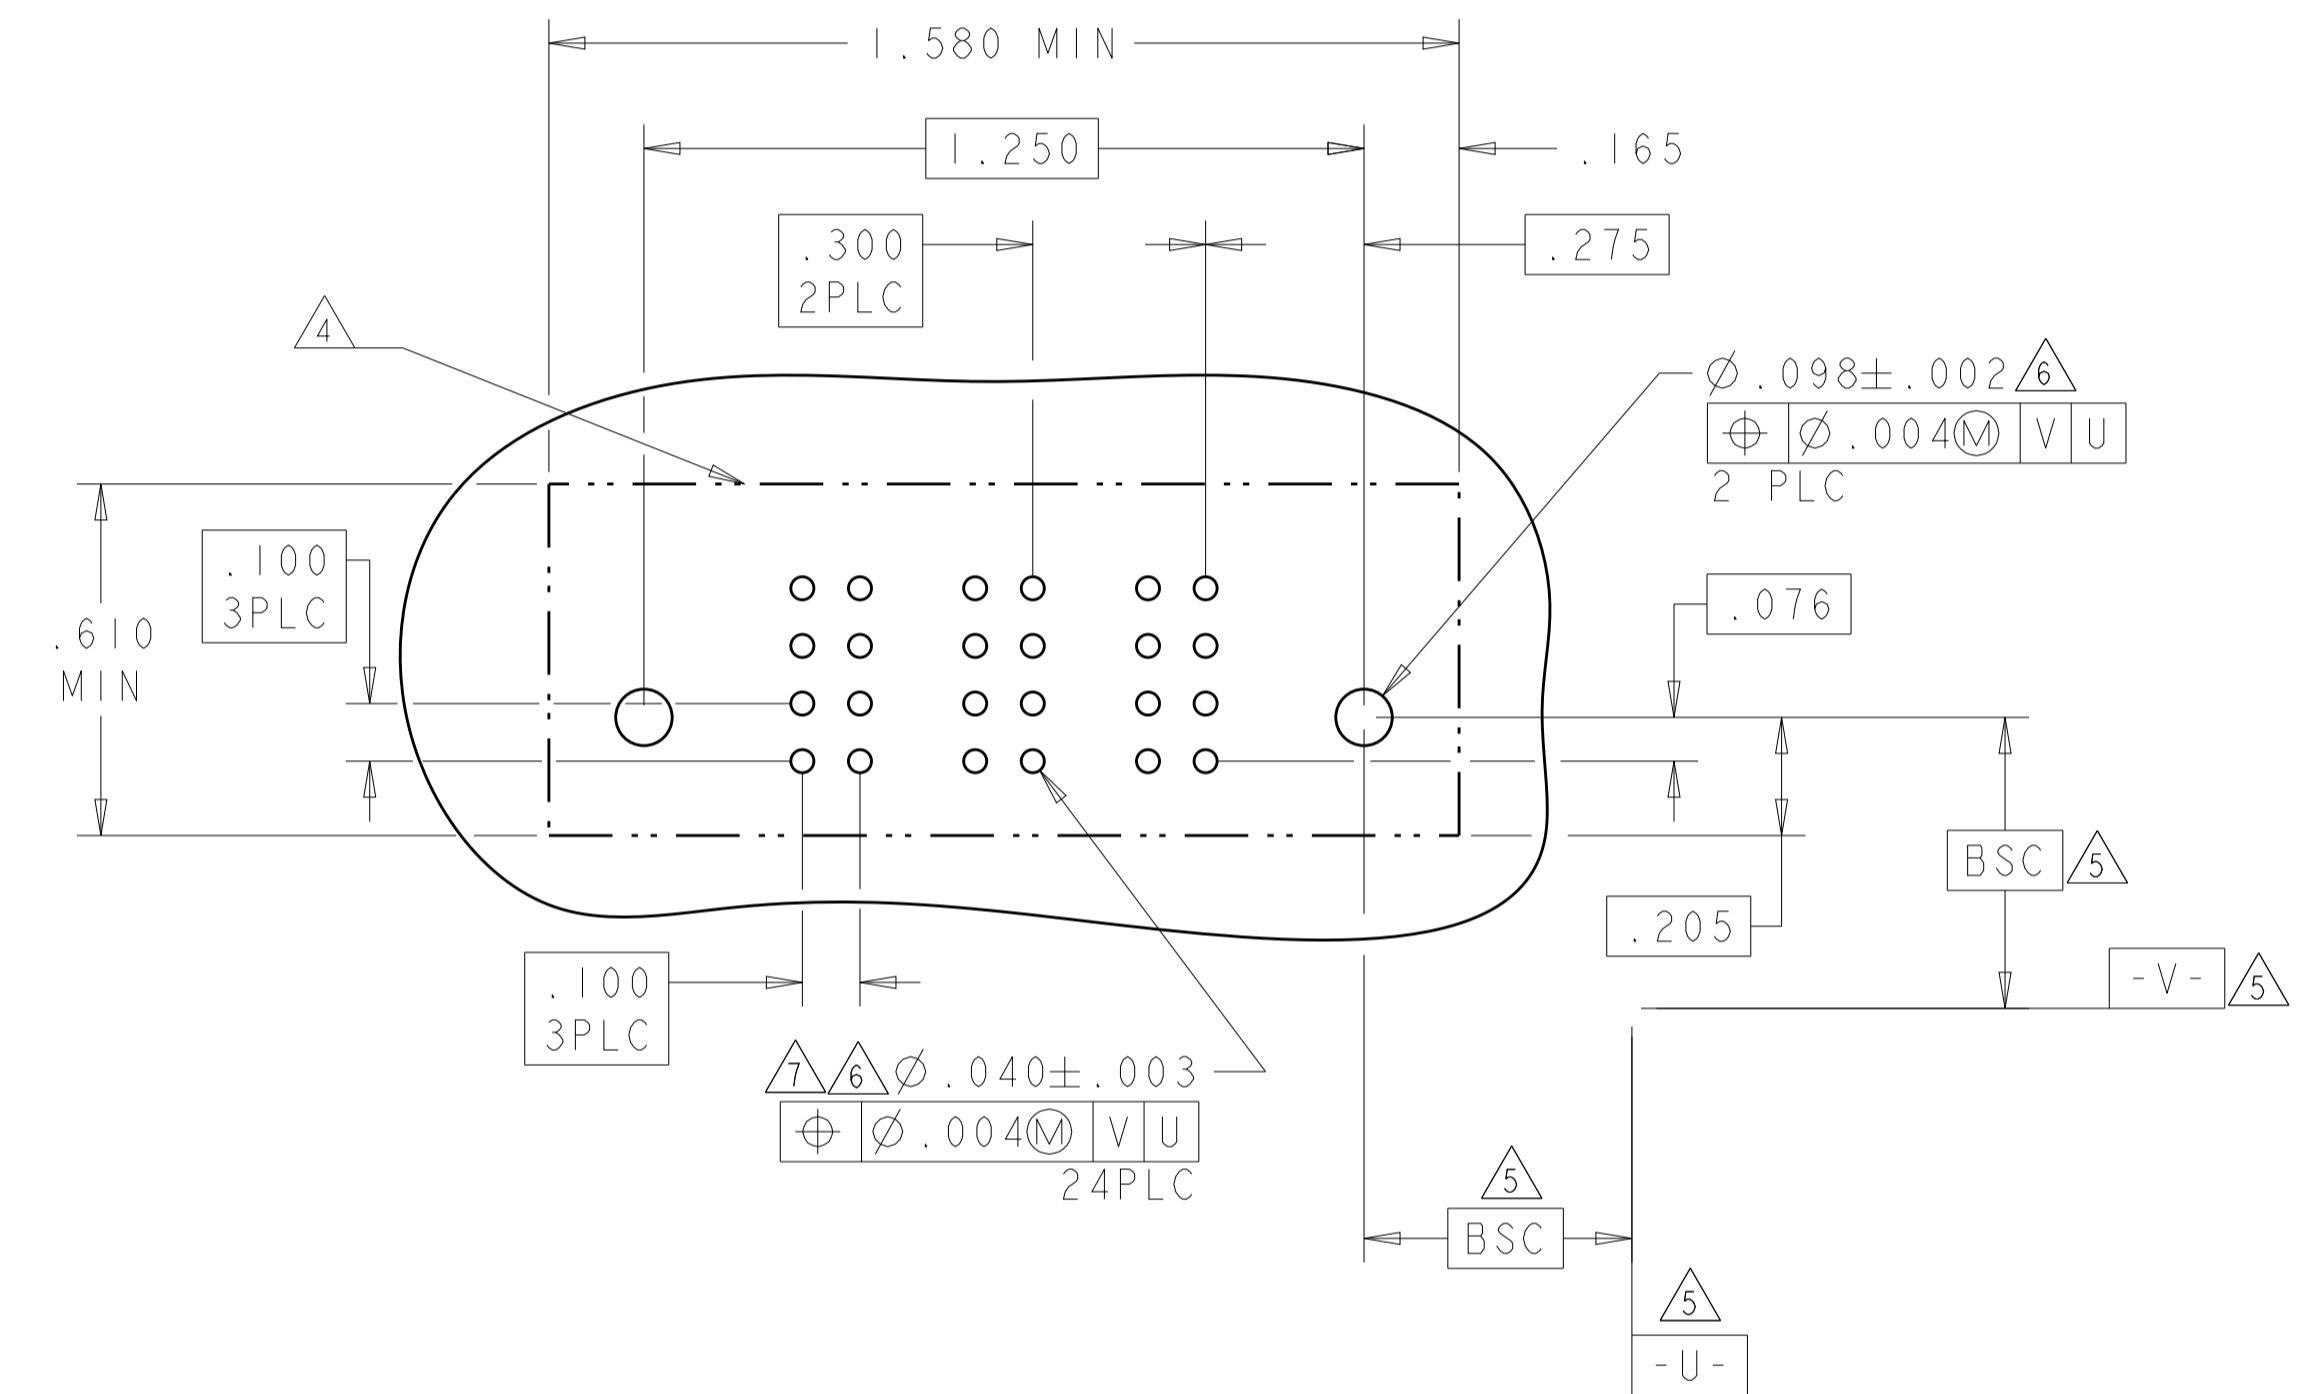 1.580 MIN
1.250
.165
.300
2PLC
.275
4
⌀.098±.002 6
⌖ ⌀.004Ⓜ V U
2 PLC
.100
3PLC
.610
MIN
.076
BSC 5
.205
-V- 5
.100
3PLC
7 6 ⌀.040±.003
⌖ ⌀.004Ⓜ V U
24PLC
5
BSC
5
-U-